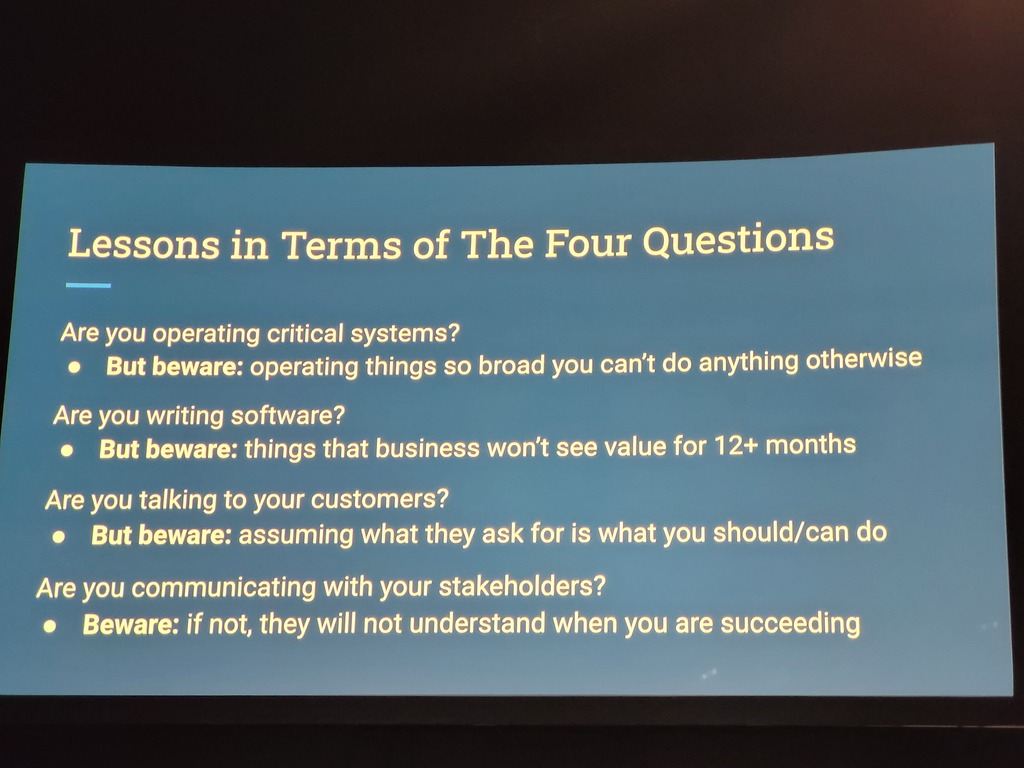 Lessons in Terms of The Four Questions
Are you operating critical systems?
● But beware: operating things so broad you can't do anything otherwise
Are you writing software?
● But beware: things that business won't see value for 12+ months
Are you talking to your customers?
● But beware: assuming what they ask for is what you should/can do
Are you communicating with your stakeholders?
● Beware: if not, they will not understand when you are succeeding